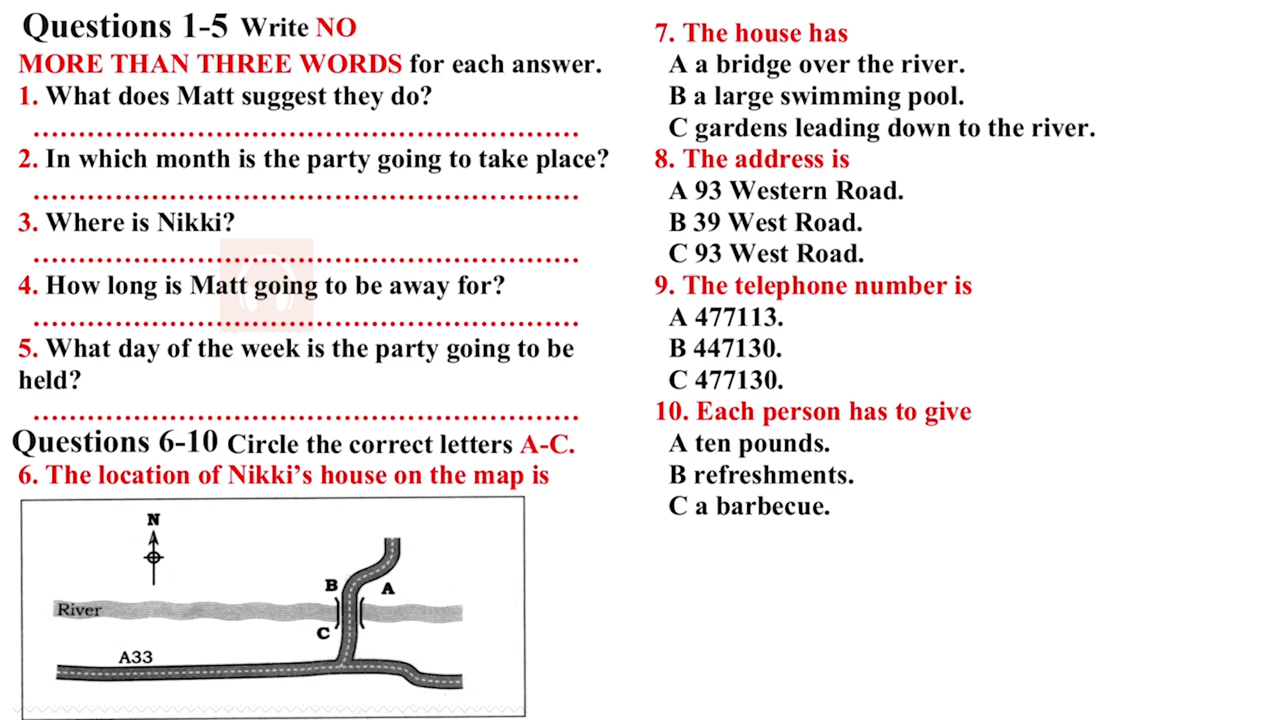 Questions 1-5 Write NO
MORE THAN THREE WORDS for each answer.
1. What does Matt suggest they do?
............................................................
2. In which month is the party going to take place?
............................................................
3. Where is Nikki?
............................................................
4. How long is Matt going to be away for?
............................................................
5. What day of the week is the party going to be
held?
............................................................
Questions 6-10 Circle the correct letters A-C.
6. The location of Nikki’s house on the map is
N
B
A
River
C
A33
7. The house has
A a bridge over the river.
B a large swimming pool.
C gardens leading down to the river.
8. The address is
A 93 Western Road.
B 39 West Road.
C 93 West Road.
9. The telephone number is
A 477113.
B 447130.
C 477130.
10. Each person has to give
A ten pounds.
B refreshments.
C a barbecue.